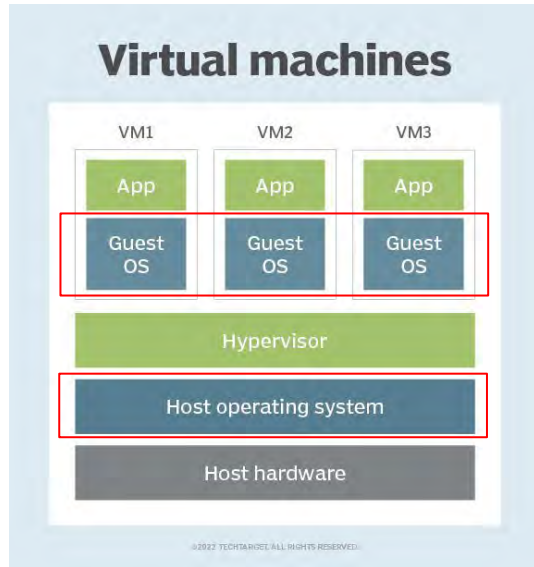 Virtual machines
VM1 VM2 VM3
App App App
Guest OS Guest OS Guest OS
Hypervisor
Host operating system
Host hardware
©2022 TECHTARGET. ALL RIGHTS RESERVED.